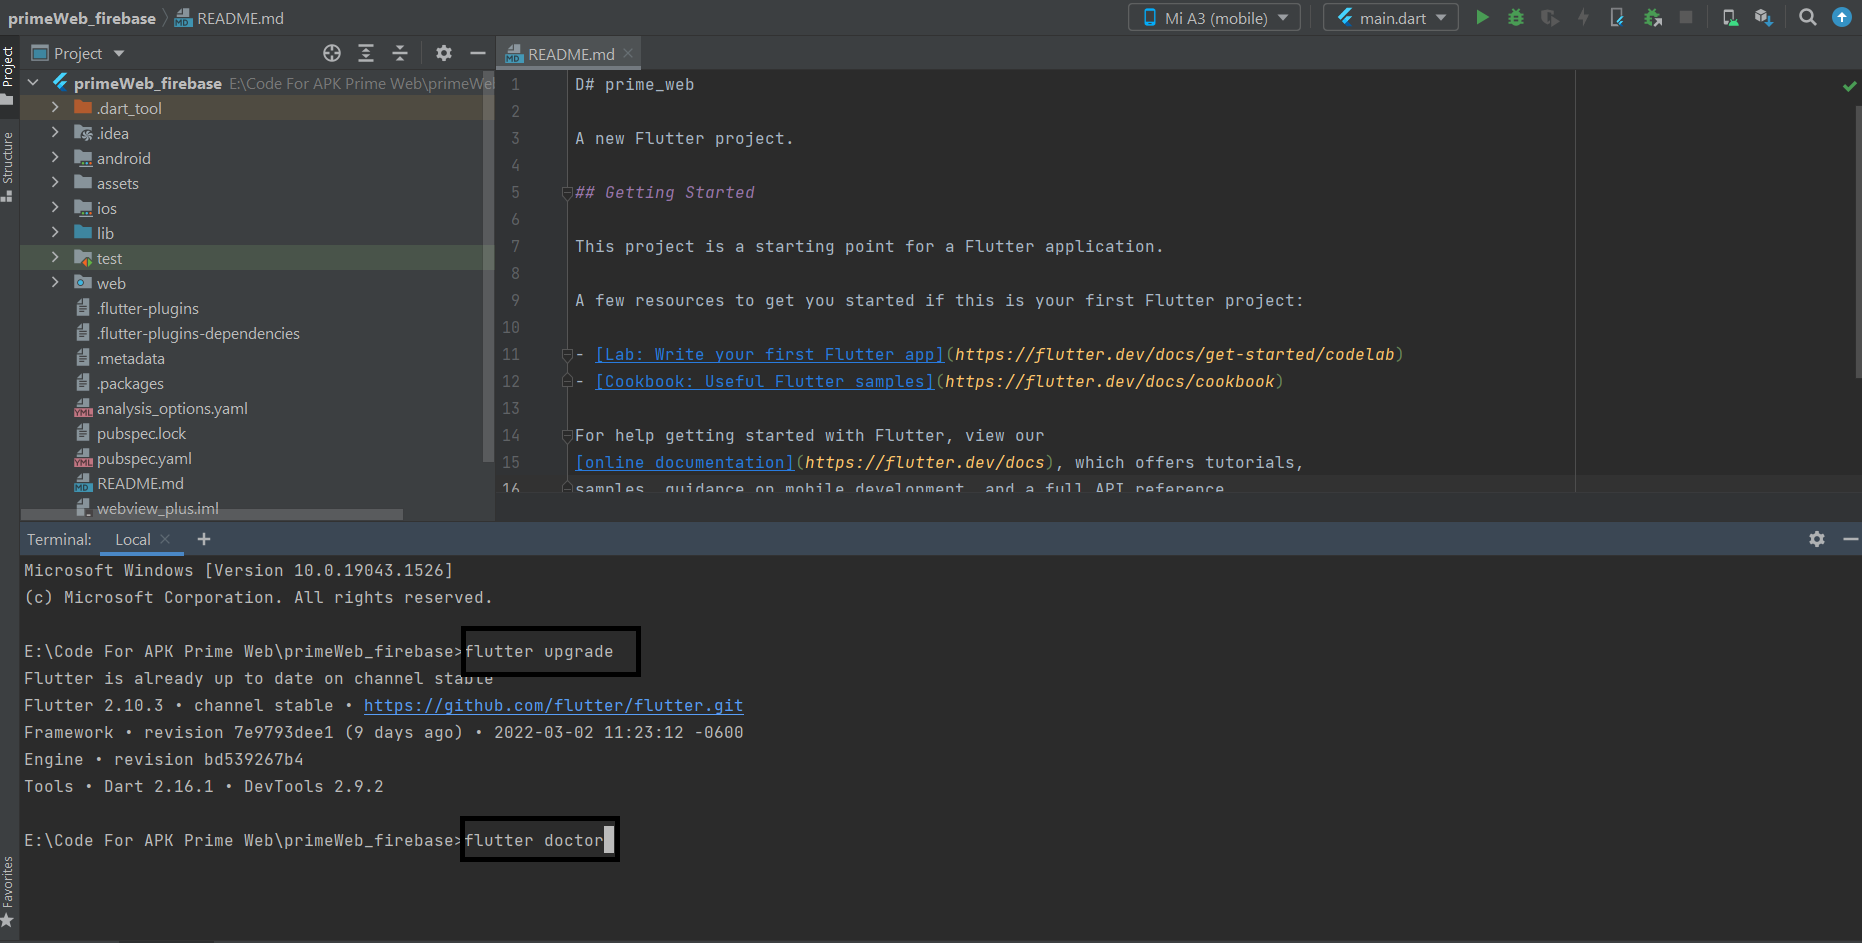 primeWeb_firebase README.md
Mi A3 (mobile)
main.dart
Project
Structure
Favorites
Project
primeWeb_firebase E:\Code For APK Prime Web\primeWe
.dart_tool
.idea
android
assets
ios
lib
test
web
.flutter-plugins
.flutter-plugins-dependencies
.metadata
.packages
analysis_options.yaml
pubspec.lock
pubspec.yaml
README.md
webview_plus.iml
README.md
1 D# prime_web
2
3 A new Flutter project.
4
5 ## Getting Started
6
7 This project is a starting point for a Flutter application.
8
9 A few resources to get you started if this is your first Flutter project:
10
11 - [Lab: Write your first Flutter app](https://flutter.dev/docs/get-started/codelab)
12 - [Cookbook: Useful Flutter samples](https://flutter.dev/docs/cookbook)
13
14 For help getting started with Flutter, view our
15 [online documentation](https://flutter.dev/docs), which offers tutorials,
16 samples, guidance on mobile development, and a full API reference
Terminal: Local +
Microsoft Windows [Version 10.0.19043.1526]
(c) Microsoft Corporation. All rights reserved.
E:\Code For APK Prime Web\primeWeb_firebase>flutter upgrade
Flutter is already up to date on channel stable
Flutter 2.10.3 • channel stable • https://github.com/flutter/flutter.git
Framework • revision 7e9793dee1 (9 days ago) • 2022-03-02 11:23:12 -0600
Engine • revision bd539267b4
Tools • Dart 2.16.1 • DevTools 2.9.2
E:\Code For APK Prime Web\primeWeb_firebase>flutter doctor